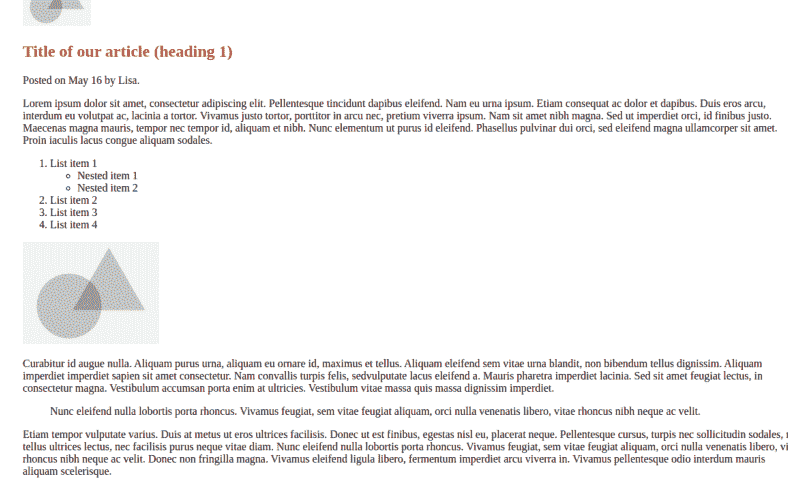 Title of our article (heading 1)
Posted on May 16 by Lisa.
Lorem ipsum dolor sit amet, consectetur adipiscing elit. Pellentesque tincidunt dapibus eleifend. Nam eu urna ipsum. Etiam consequat ac dolor et dapibus. Duis eros arcu,
interdum eu volutpat ac, lacinia a tortor. Vivamus justo tortor, porttitor in arcu nec, pretium viverra ipsum. Nam sit amet nibh magna. Sed ut imperdiet orci, id finibus justo.
Maecenas magna mauris, tempor nec tempor id, aliquam et nibh. Nunc elementum ut purus id eleifend. Phasellus pulvinar dui orci, sed eleifend magna ullamcorper sit amet.
Proin iaculis lacus congue aliquam sodales.
1. List item 1
Nested item 1
Nested item 2
2. List item 2
3. List item 3
4. List item 4
Curabitur id augue nulla. Aliquam purus urna, aliquam eu ornare id, maximus et tellus. Aliquam eleifend sem vitae urna blandit, non bibendum tellus dignissim. Aliquam
imperdiet imperdiet sapien sit amet consectetur. Nam convallis turpis felis, sedvulputate lacus eleifend a. Mauris pharetra imperdiet lacinia. Sed sit amet feugiat lectus, in
consectetur magna. Vestibulum accumsan porta enim at ultricies. Vestibulum vitae massa quis massa dignissim imperdiet.
Nunc eleifend nulla lobortis porta rhoncus. Vivamus feugiat, sem vitae feugiat aliquam, orci nulla venenatis libero, vitae rhoncus nibh neque ac velit.
Etiam tempor vulputate varius. Duis at metus ut eros ultrices facilisis. Donec ut est finibus, egestas nisl eu, placerat neque. Pellentesque cursus, turpis nec sollicitudin sodales,
tellus ultrices lectus, nec facilisis purus neque vitae diam. Nunc eleifend nulla lobortis porta rhoncus. Vivamus feugiat, sem vitae feugiat aliquam, orci nulla venenatis libero,
rhoncus nibh neque ac velit. Donec non fringilla magna. Vivamus eleifend ligula libero, fermentum imperdiet arcu viverra in. Vivamus pellentesque odio interdum mauris
aliquam scelerisque.